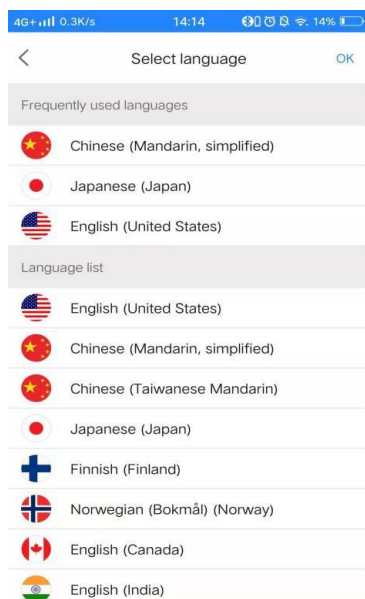 4G+ 0.3K/s 14:14 14%
Select language OK
Frequently used languages
Chinese (Mandarin, simplified)
Japanese (Japan)
English (United States)
Language list
English (United States)
Chinese (Mandarin, simplified)
Chinese (Taiwanese Mandarin)
Japanese (Japan)
Finnish (Finland)
Norwegian (Bokmål) (Norway)
English (Canada)
English (India)